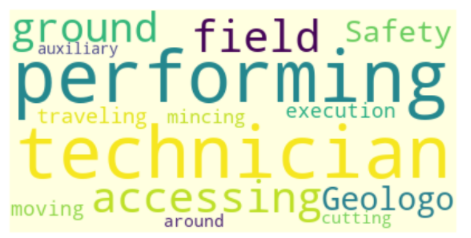 ground field Safety
auxiliary
performing
traveling mincing execution
technician
accessing Geologo
moving around cutting